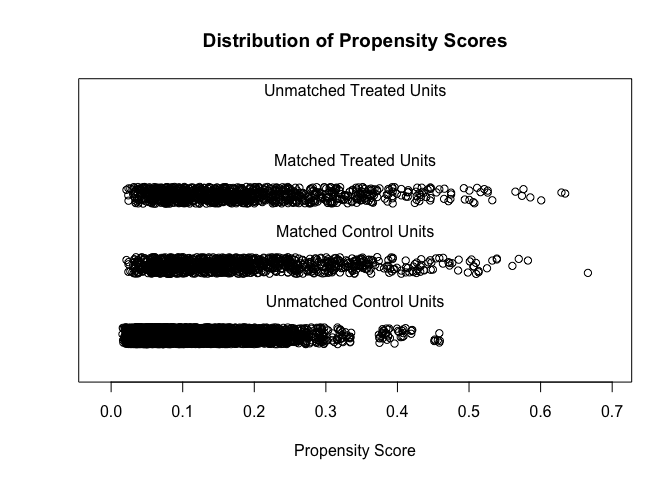 Distribution of Propensity Scores
Unmatched Treated Units
Matched Treated Units
Matched Control Units
Unmatched Control Units
0.0 0.1 0.2 0.3 0.4 0.5 0.6 0.7
Propensity Score